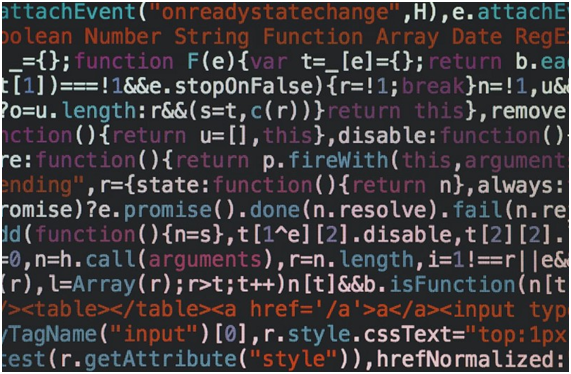 attachEvent("onreadystatechange",H),e.attachE
oolean Number String Function Array Date RegE
_={};function F(e){var t=_[e]={};return b.ea
t[1])===!1&&e.stopOnFalse){r=!1;break}n=!1,u&
?o=u.length:r&&(s=t,c(r))}return this},remove
nction(){return u=[],this},disable:function()
re:function(){return p.fireWith(this,argument
ending",r={state:function(){return n},always:
romise)?e.promise().done(n.resolve).fail(n.re
dd(function(){n=s},t[1^e][2].disable,t[2][2].
=0,n=h.call(arguments),r=n.length,i=1!==r||e&
(r),l=Array(r);r>t;t++)n[t]&&b.isFunction(n[t
/><table></table><a href='/a'>a</a><input typ
yTagName("input")[0],r.style.cssText="top:1px
test(r.getAttribute("style")),hrefNormalized: